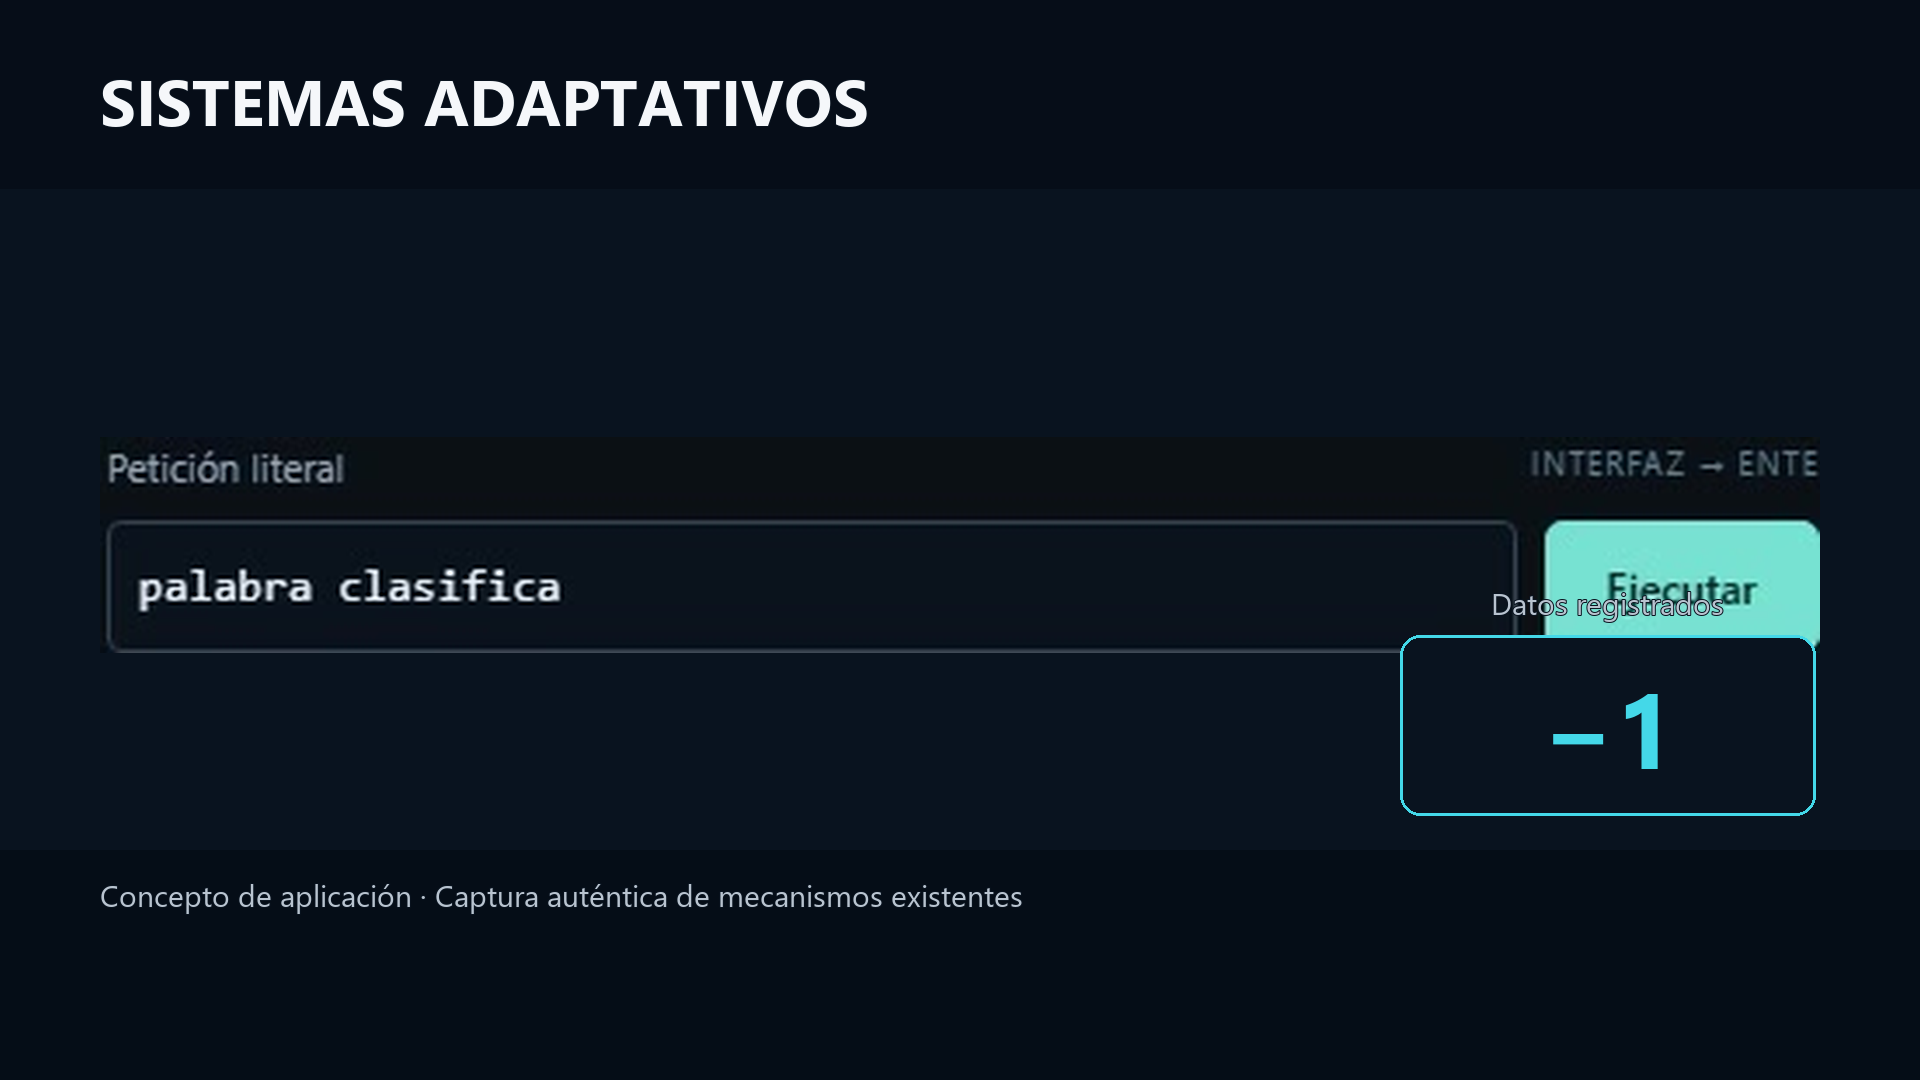 SISTEMAS ADAPTATIVOS
Petición literal
INTERFAZ → ENTE
palabra clasifica
Ejecutar
Datos registrados
−1
Concepto de aplicación · Captura auténtica de mecanismos existentes